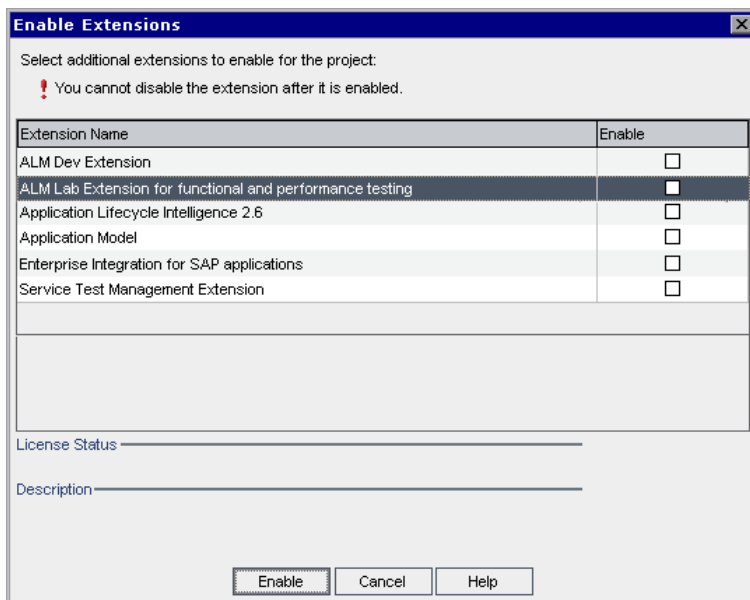 Enable Extensions
Select additional extensions to enable for the project:
You cannot disable the extension after it is enabled.
Extension Name Enable
ALM Dev Extension
ALM Lab Extension for functional and performance testing
Application Lifecycle Intelligence 2.6
Application Model
Enterprise Integration for SAP applications
Service Test Management Extension
License Status
Description
Enable Cancel Help